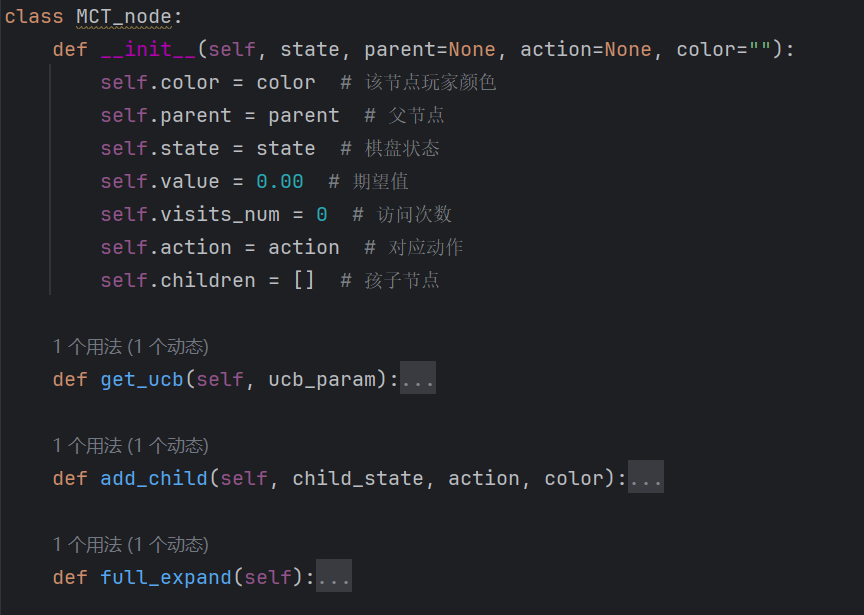 class MCT_node:
def __init__(self, state, parent=None, action=None, color=""):
self.color = color  # 该节点玩家颜色
self.parent = parent  # 父节点
self.state = state  # 棋盘状态
self.value = 0.00  # 期望值
self.visits_num = 0  # 访问次数
self.action = action  # 对应动作
self.children = []  # 孩子节点
1 个用法 (1 个动态)
def get_ucb(self, ucb_param):...
1 个用法 (1 个动态)
def add_child(self, child_state, action, color):...
1 个用法 (1 个动态)
def full_expand(self):...